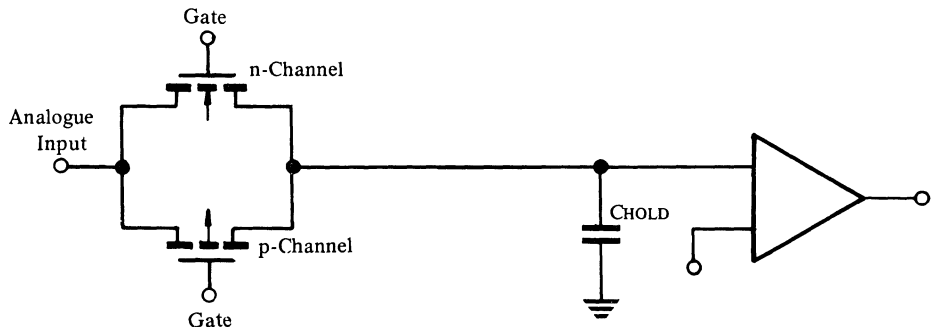 Gate
n-Channel
Analogue
Input
CHOLD
p-Channel
Gate